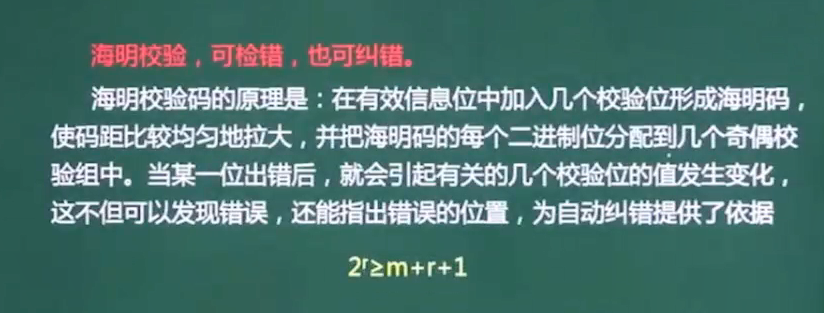 海明校验，可检错，也可纠错。
海明校验码的原理是：在有效信息位中加入几个校验位形成海明码，
使码距比较均匀地拉大，并把海明码的每个二进制位分配到几个奇偶校
验组中。当某一位出错后，就会引起有关的几个校验位的值发生变化，
这不但可以发现错误，还能指出错误的位置，为自动纠错提供了依据
2ʳ≥m+r+1